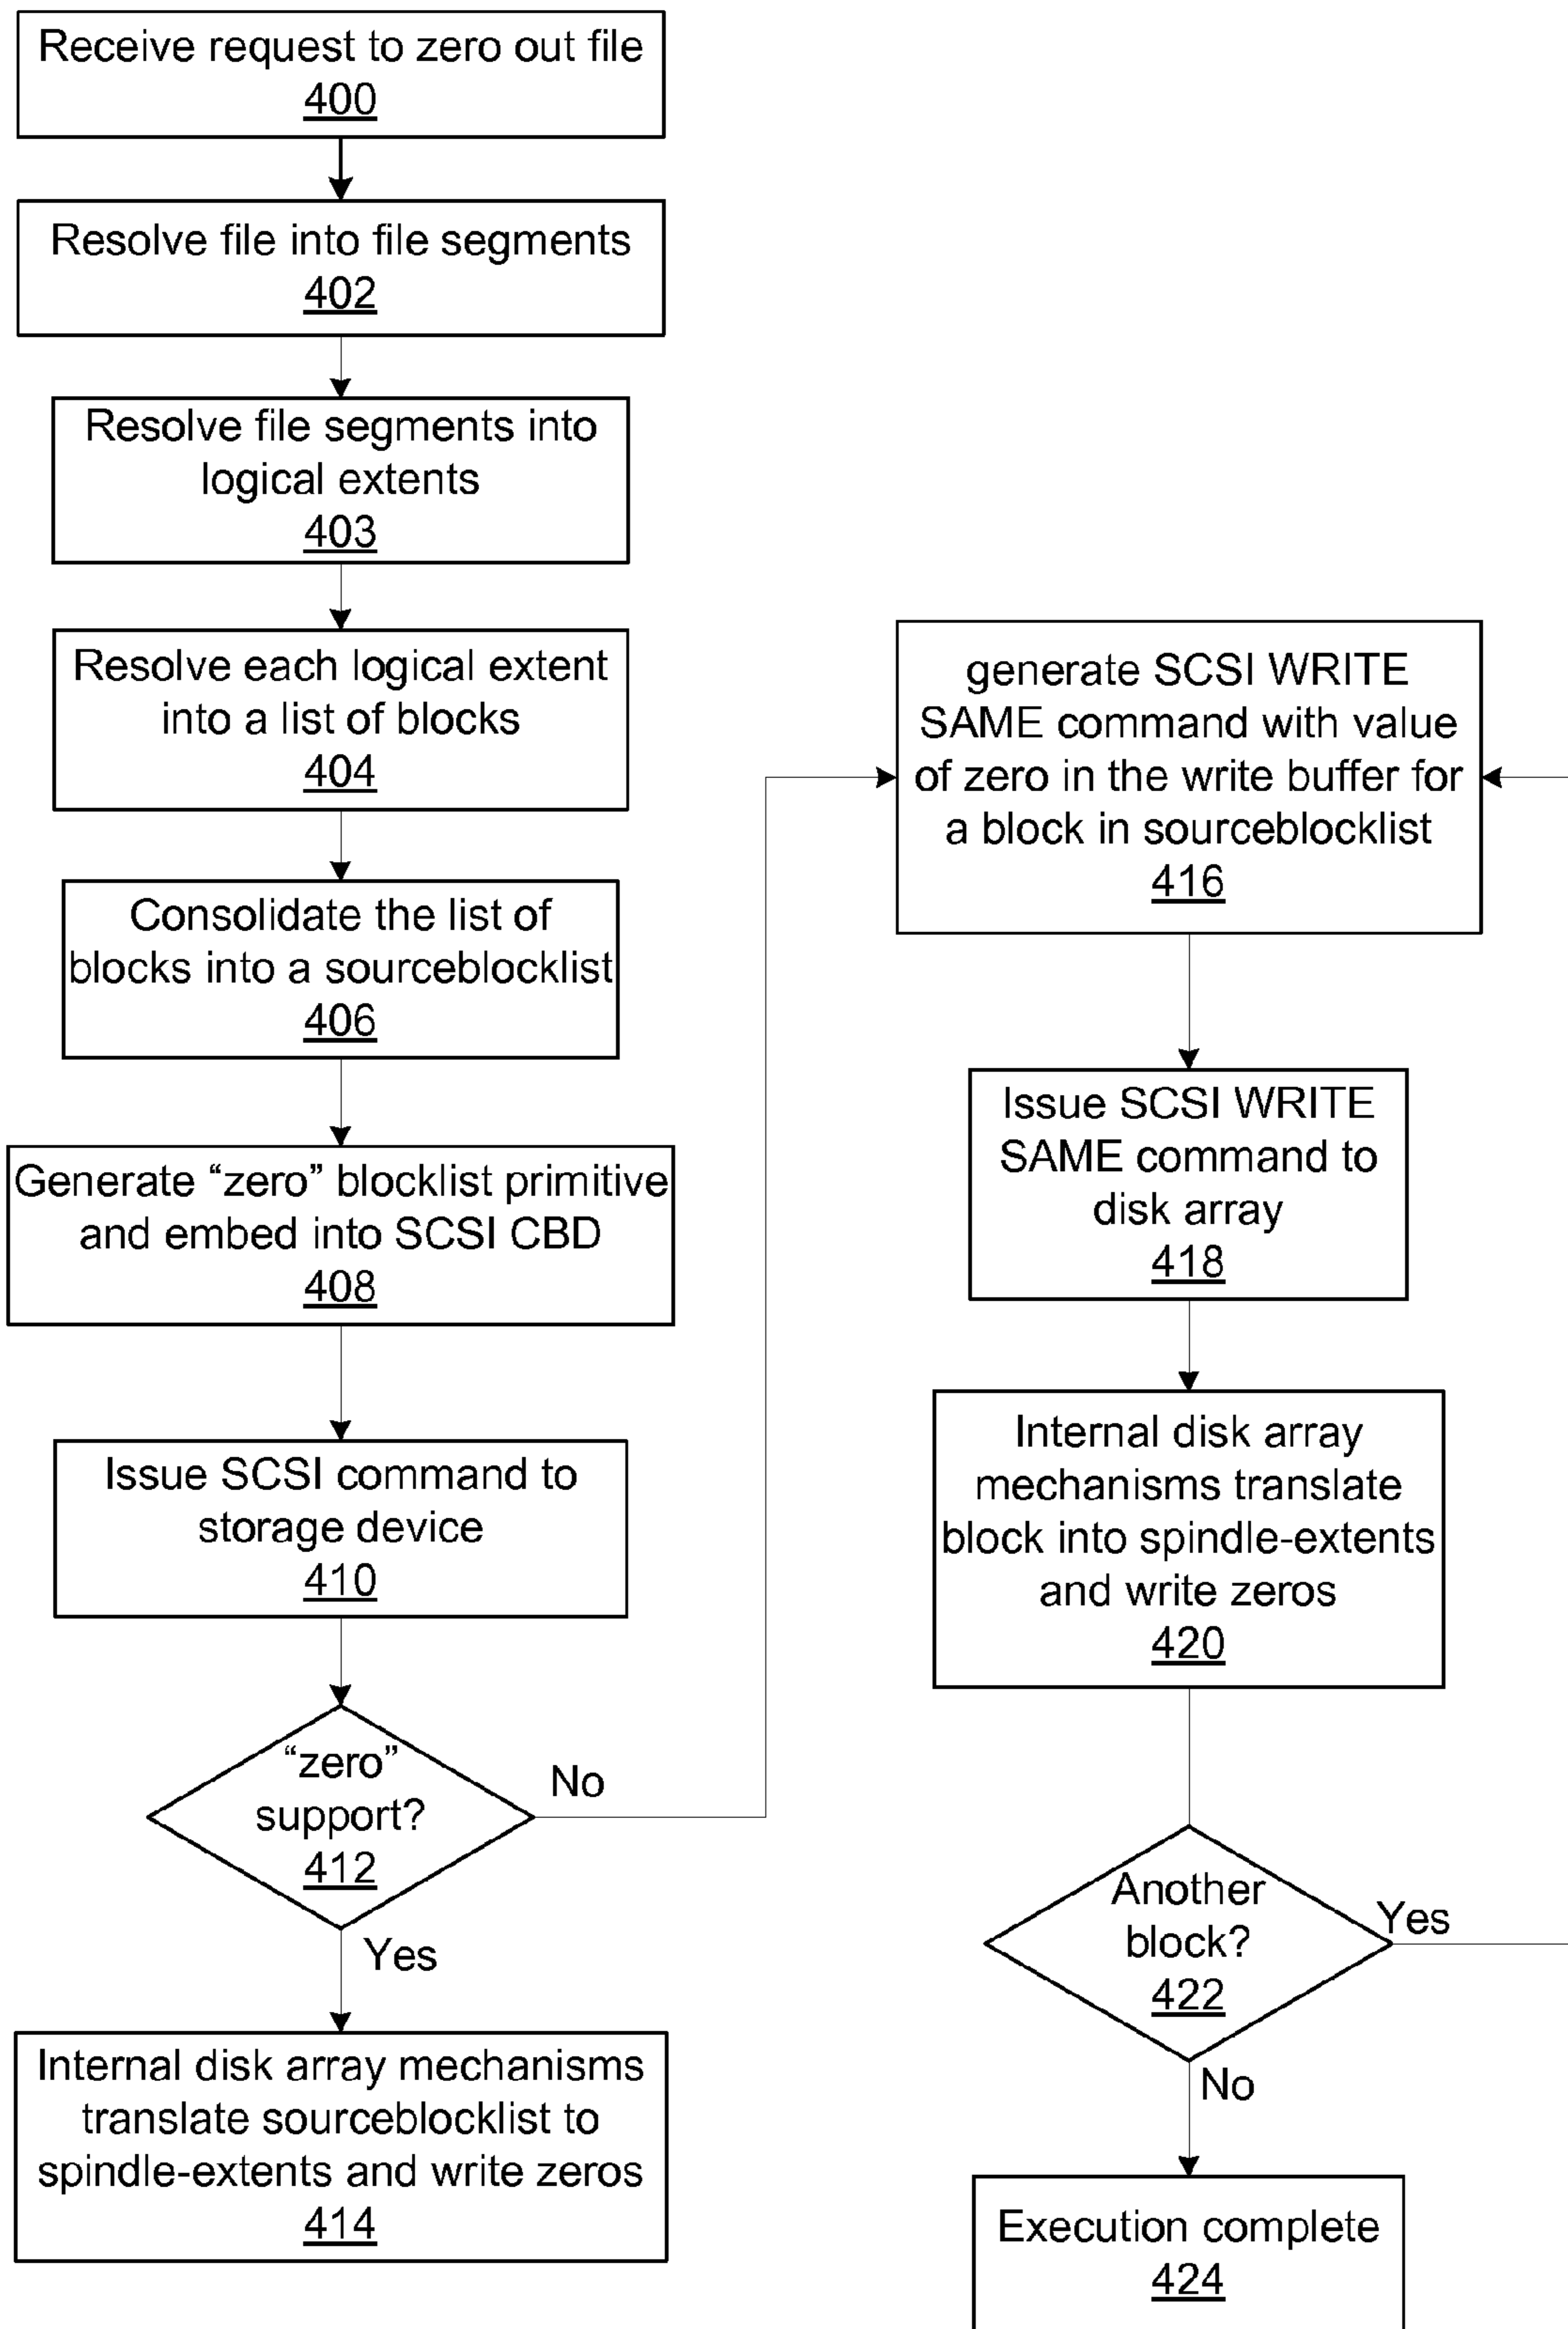 Receive request to zero out file
400
Resolve file into file segments
402
Resolve file segments into
logical extents
403
Resolve each logical extent
into a list of blocks
404
Consolidate the list of
blocks into a sourceblocklist
406
Generate “zero” blocklist primitive
and embed into SCSI CBD
408
Issue SCSI command to
storage device
410
“zero”
support?
412
No
Yes
Internal disk array mechanisms
translate sourceblocklist to
spindle-extents and write zeros
414
generate SCSI WRITE
SAME command with value
of zero in the write buffer for
a block in sourceblocklist
416
Issue SCSI WRITE
SAME command to
disk array
418
Internal disk array
mechanisms translate
block into spindle-extents
and write zeros
420
Another
block?
422
Yes
No
Execution complete
424